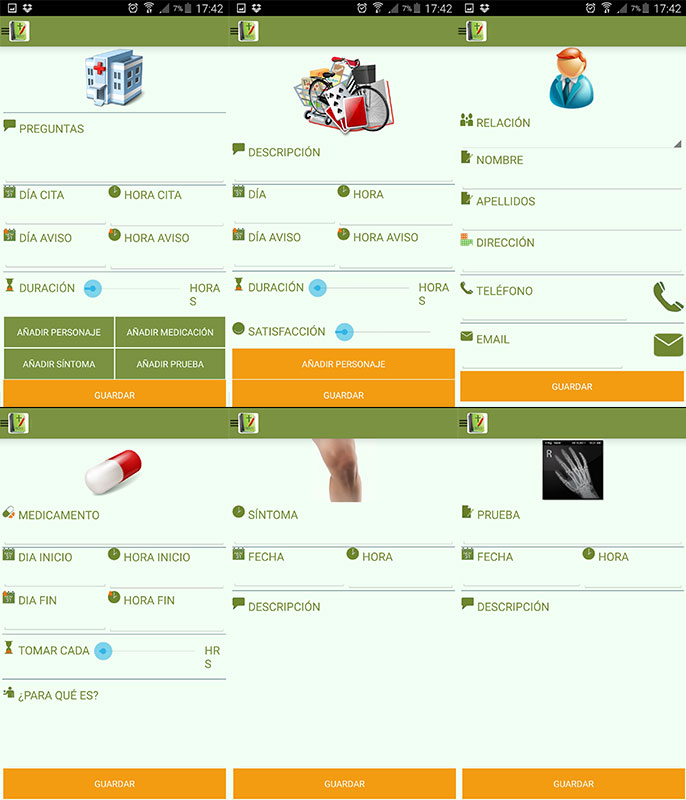 7% 17:42
PREGUNTAS
DÍA CITA
HORA CITA
DÍA AVISO
HORA AVISO
DURACIÓN
HORA
S
AÑADIR PERSONAJE
AÑADIR MEDICACIÓN
AÑADIR SÍNTOMA
AÑADIR PRUEBA
GUARDAR
7% 17:42
DESCRIPCIÓN
DÍA
HORA
DÍA AVISO
HORA AVISO
DURACIÓN
HORA
S
SATISFACCIÓN
AÑADIR PERSONAJE
GUARDAR
7% 17:42
RELACIÓN
NOMBRE
APELLIDOS
DIRECCIÓN
TELÉFONO
EMAIL
GUARDAR
MEDICAMENTO
DIA INICIO
HORA INICIO
DIA FIN
HORA FIN
TOMAR CADA
HR
S
¿PARA QUÉ ES?
GUARDAR
SÍNTOMA
FECHA
HORA
DESCRIPCIÓN
GUARDAR
R
PRUEBA
FECHA
HORA
DESCRIPCIÓN
GUARDAR